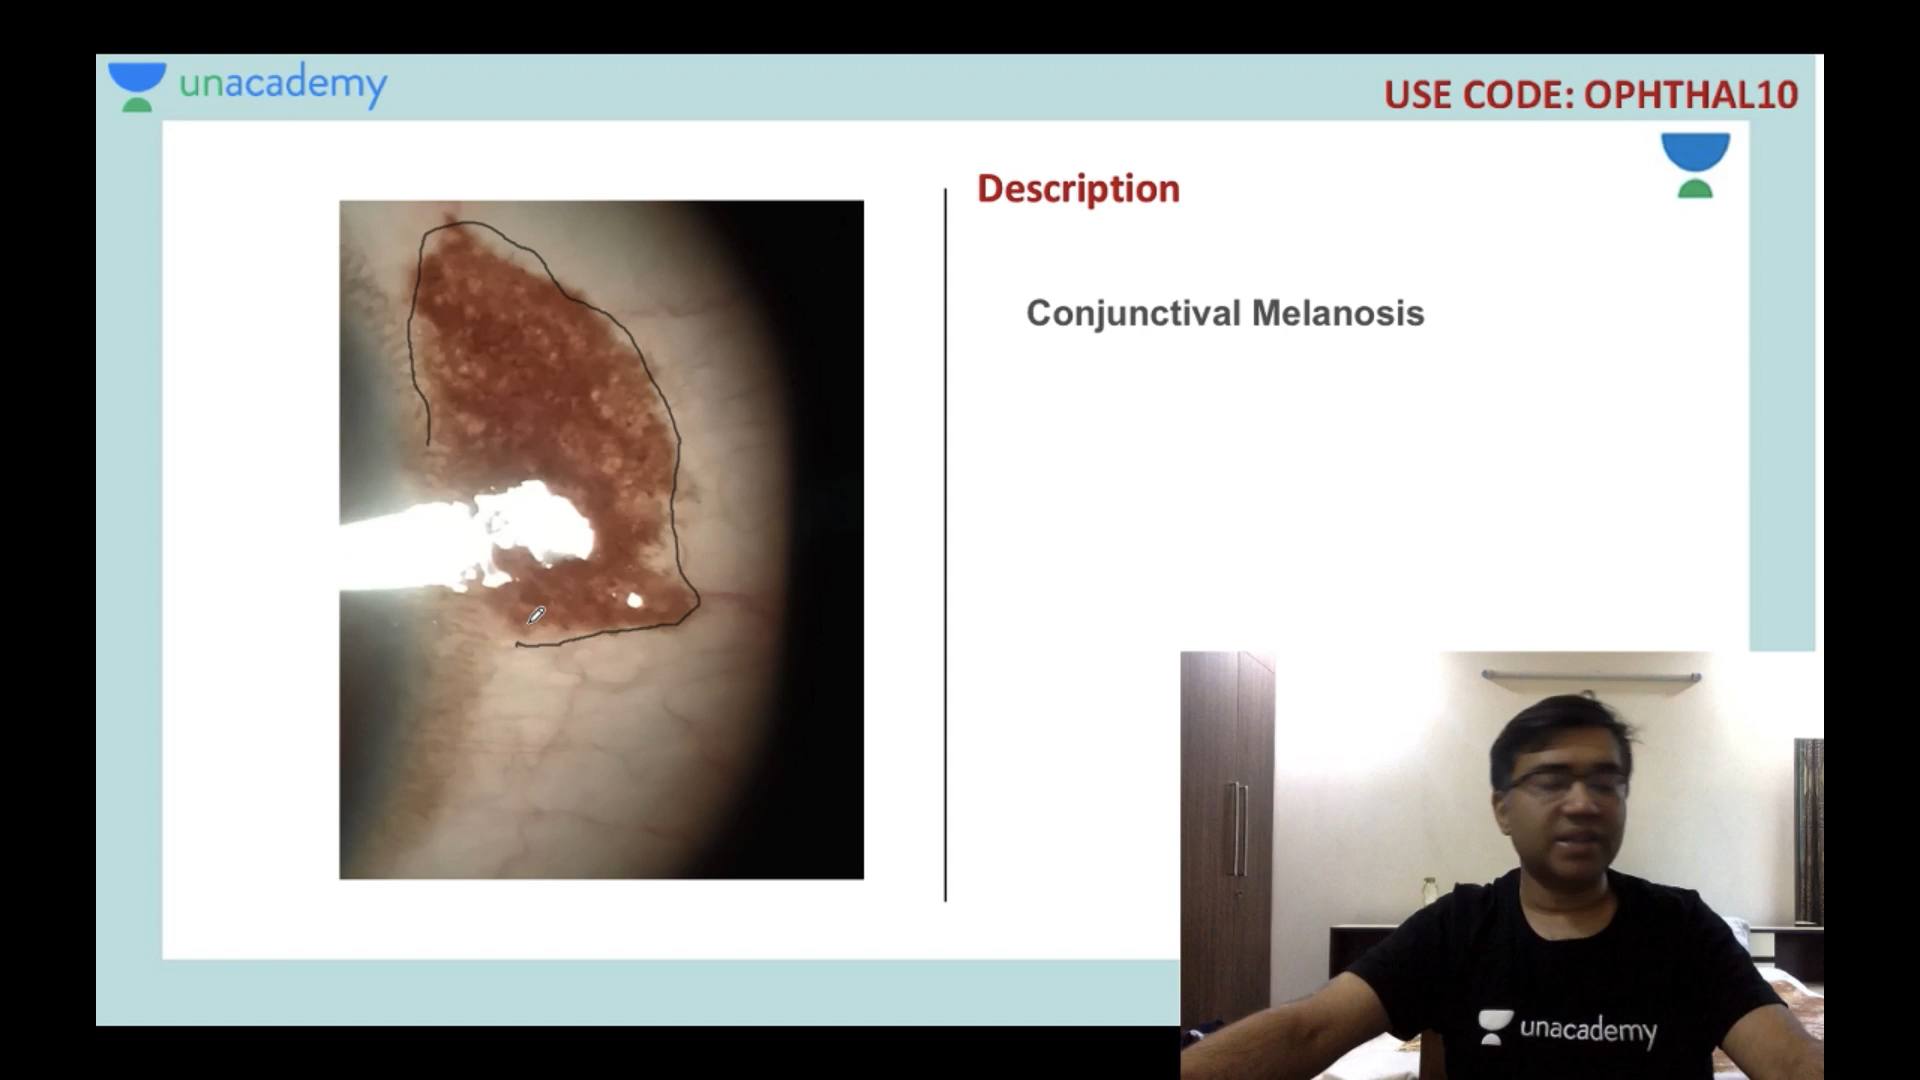 unacademy
USE CODE: OPHTHAL10
Description
Conjunctival Melanosis
unacademy